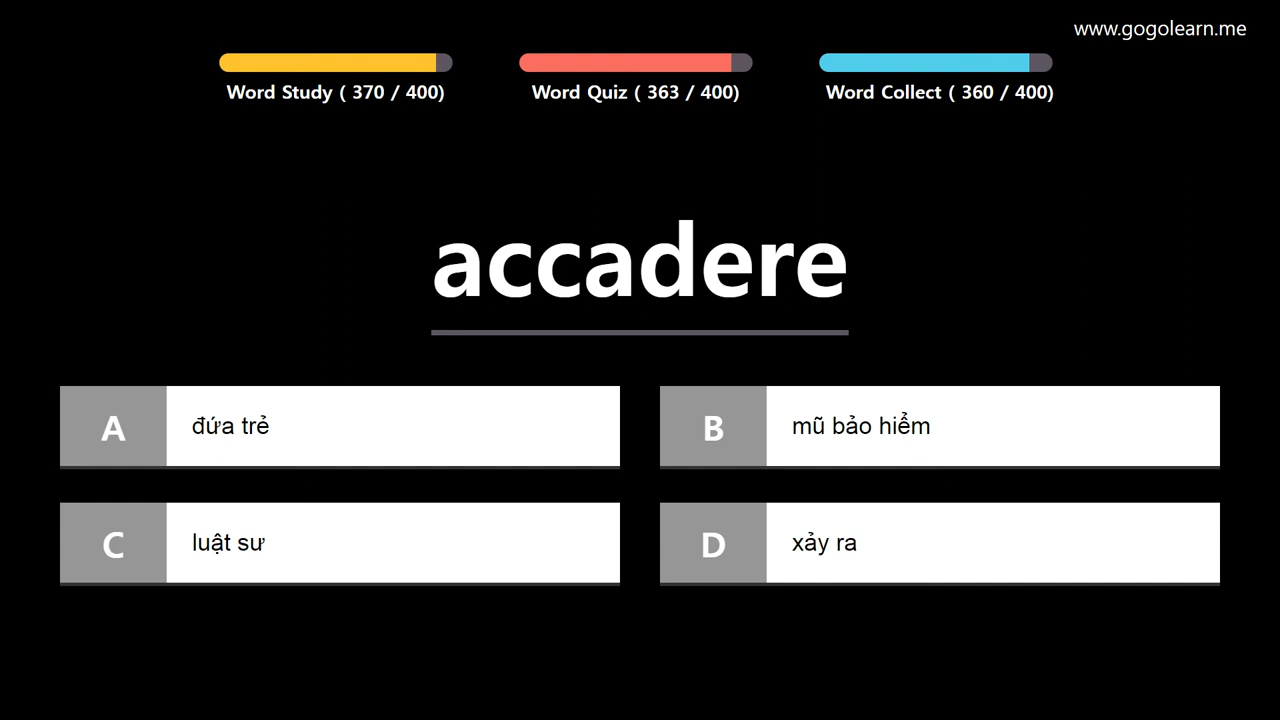 www.gogolearn.me
Word Study ( 370 / 400)
Word Quiz ( 363 / 400)
Word Collect ( 360 / 400)
accadere
A
đứa trẻ
B
mũ bảo hiểm
C
luật sư
D
xảy ra